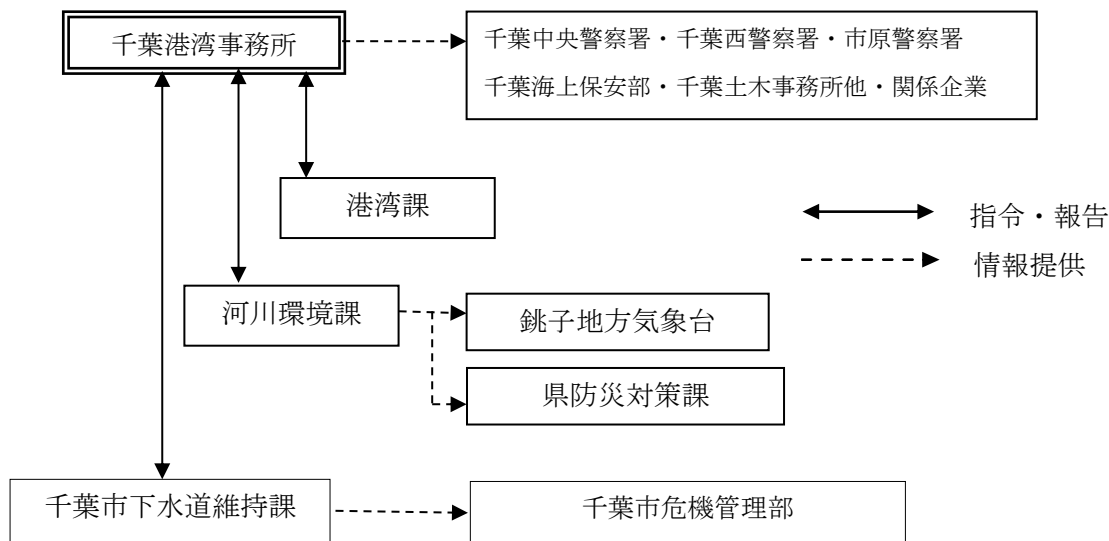 千葉港湾事務所
千葉中央警察署・千葉西警察署・市原警察署
千葉海上保安部・千葉土木事務所他・関係企業
港湾課
指令・報告
情報提供
河川環境課
銚子地方気象台
県防災対策課
千葉市下水道維持課
千葉市危機管理部